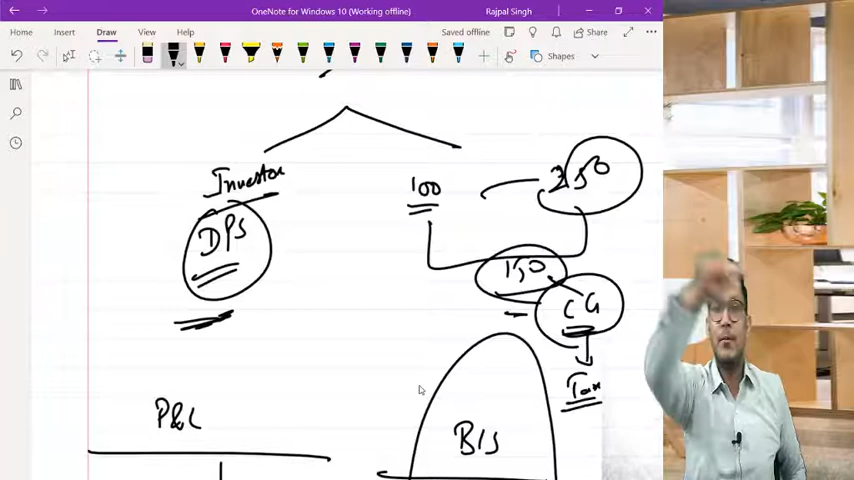 OneNote for Windows 10 (Working offline)
Rajpal Singh
Home Insert Draw View Help
Saved offline
Share
Shapes
Investor
DPS
100
250
150
CG
Tax
P&L
B/S